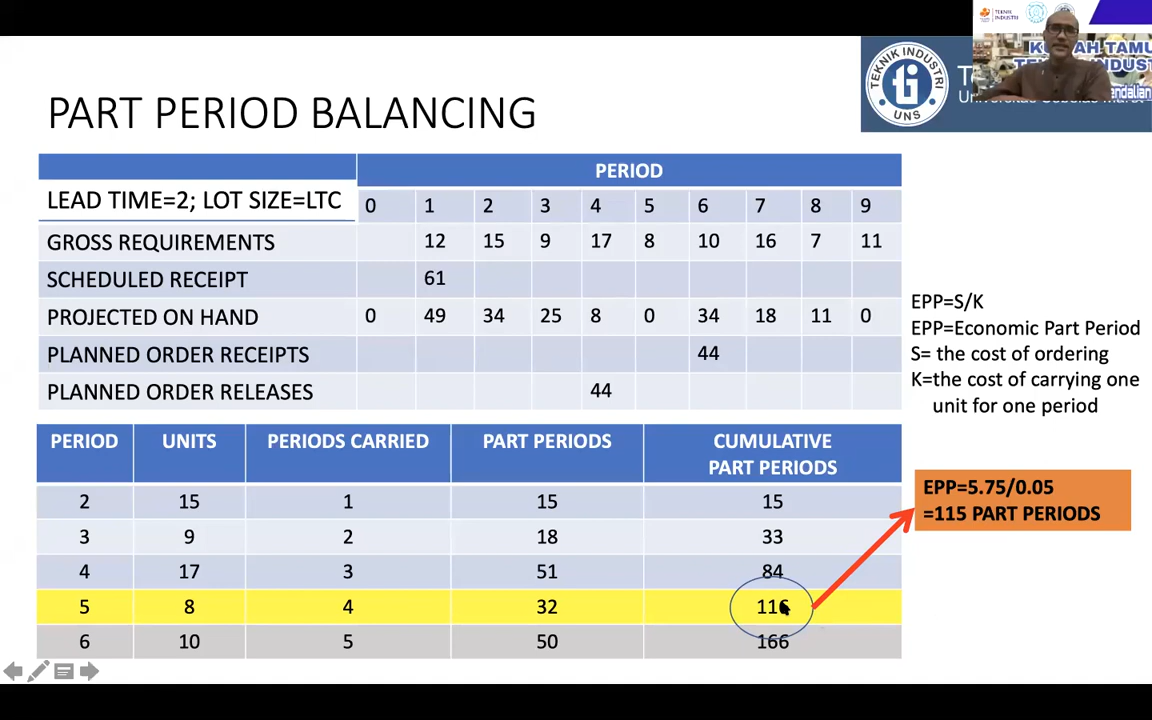 PART PERIOD BALANCING
TEKNIK INDUSTRI
UNS
TEKNIK
INDUSTRI
TAMU
PERIOD
LEAD TIME=2; LOT SIZE=LTC 0 1 2 3 4 5 6 7 8 9
GROSS REQUIREMENTS 12 15 9 17 8 10 16 7 11
SCHEDULED RECEIPT 61
PROJECTED ON HAND 0 49 34 25 8 0 34 18 11 0
PLANNED ORDER RECEIPTS 44
PLANNED ORDER RELEASES 44
EPP=S/K
EPP=Economic Part Period
S= the cost of ordering
K=the cost of carrying one
unit for one period
PERIOD UNITS PERIODS CARRIED PART PERIODS CUMULATIVE
PART PERIODS
2 15 1 15 15
3 9 2 18 33
4 17 3 51 84
5 8 4 32 116
6 10 5 50 166
EPP=5.75/0.05
=115 PART PERIODS